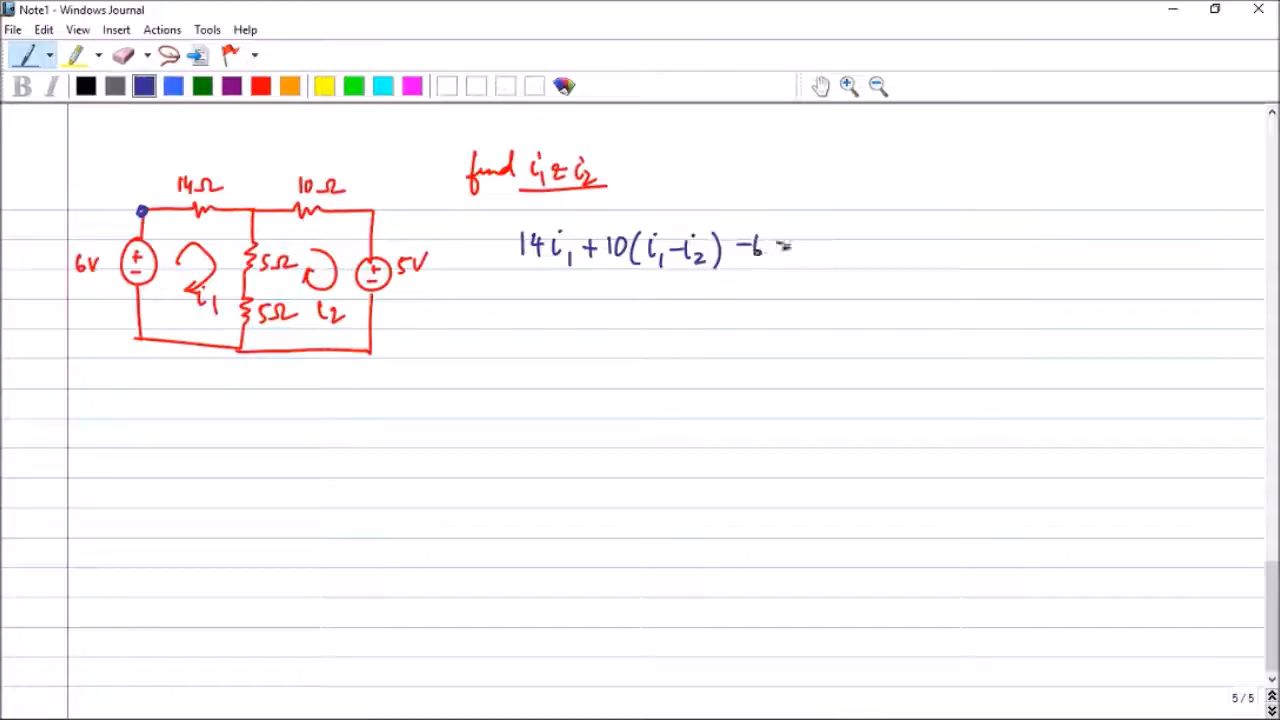 Note1 - Windows Journal
File Edit View Insert Actions Tools Help
B I
find i₁ & i₂
14Ω 10Ω
14i₁ + 10(i₁ - i₂) - 6 =
6V + - i₁ 5Ω 5Ω i₂ + - 5V
5 / 5